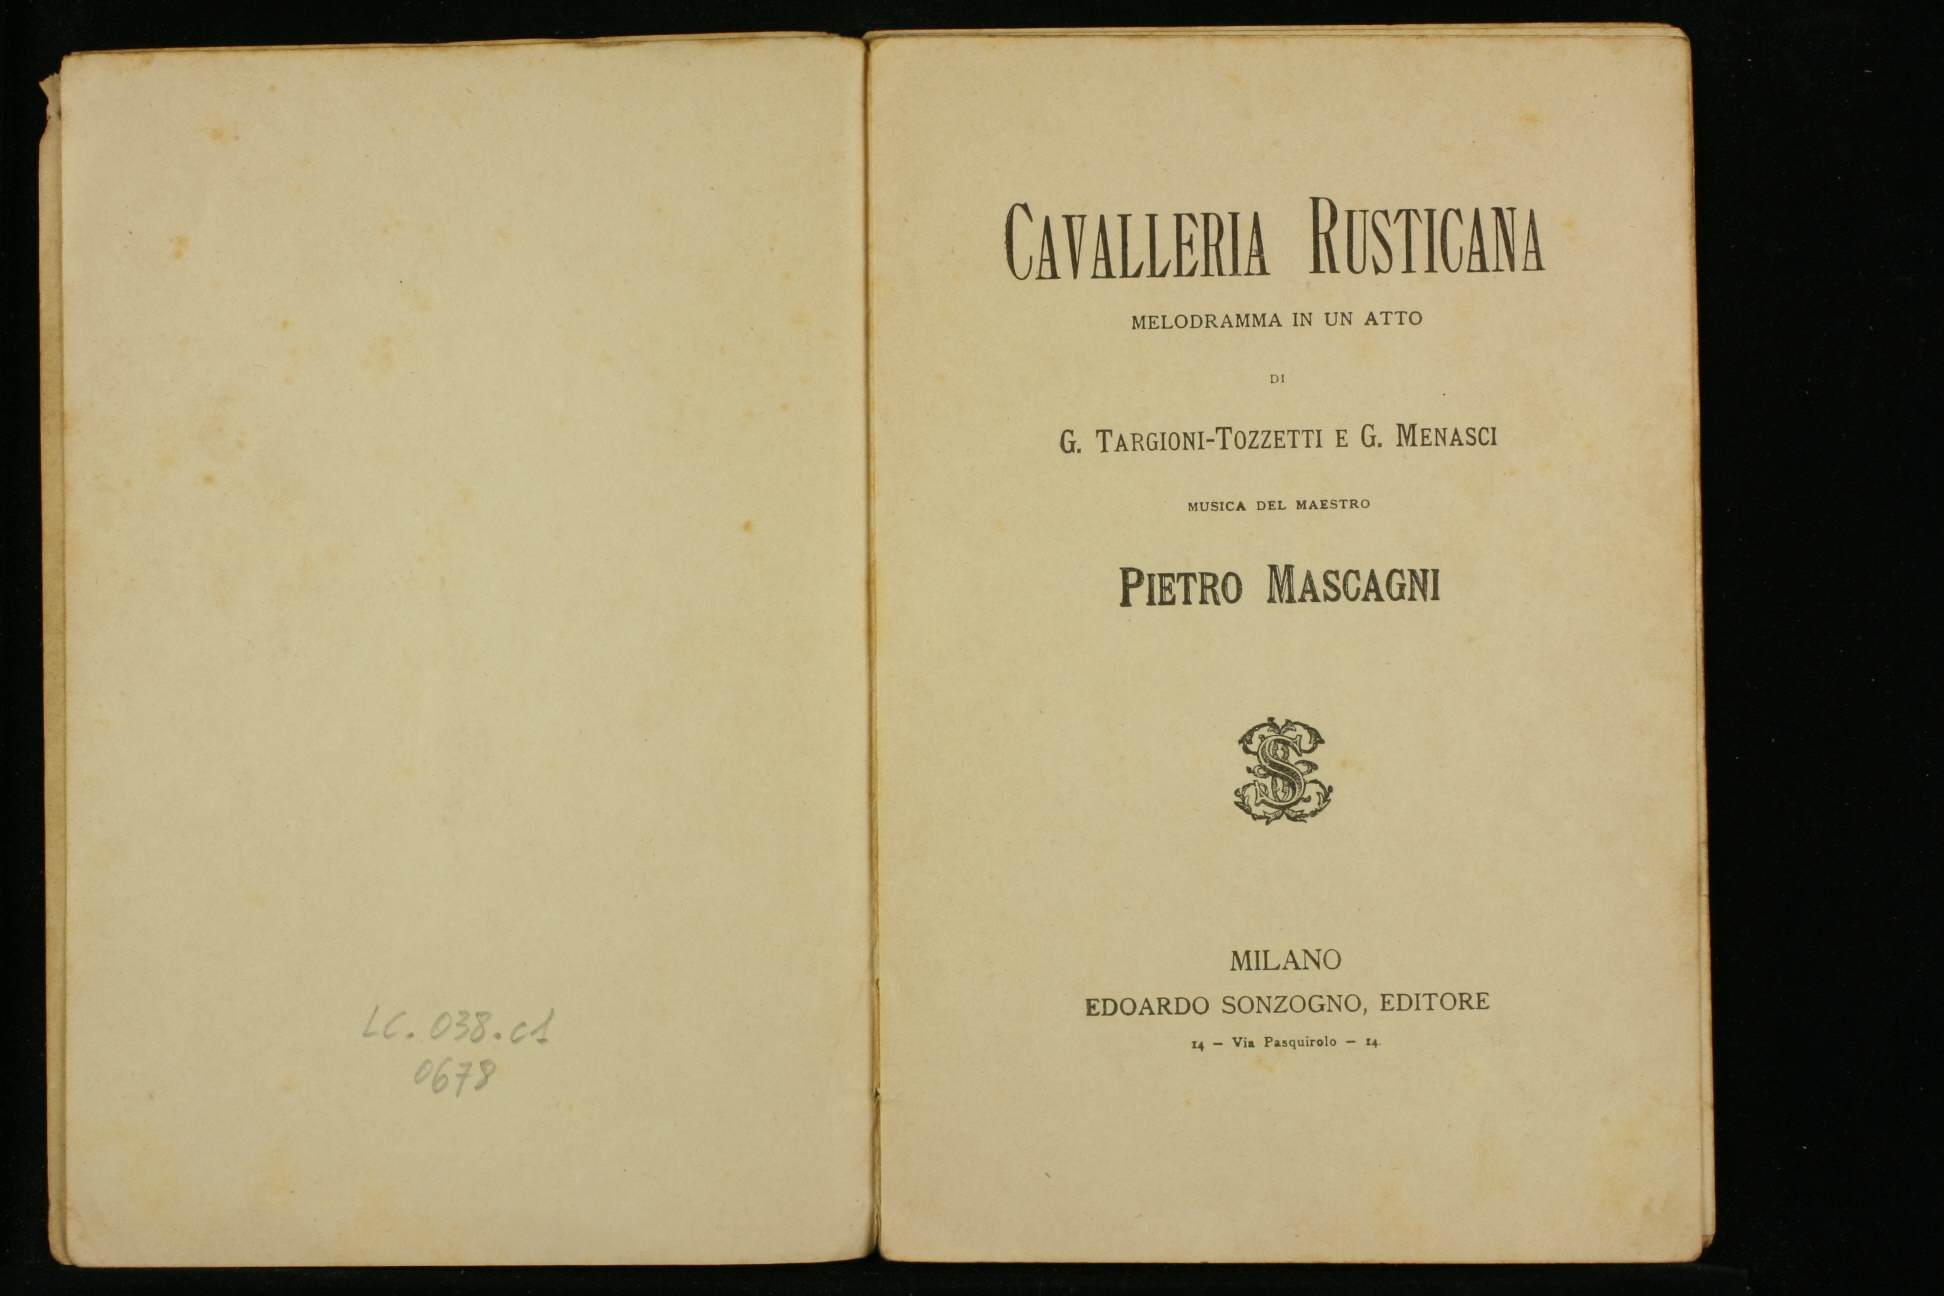 LC. 038. c1
0678
CAVALLERIA RUSTICANA
MELODRAMMA IN UN ATTO
DI
G. TARGIONI-TOZZETTI E G. MENASCI
MUSICA DEL MAESTRO
PIETRO MASCAGNI
MILANO
EDOARDO SONZOGNO, EDITORE
14 — Via Pasquirolo — 14.